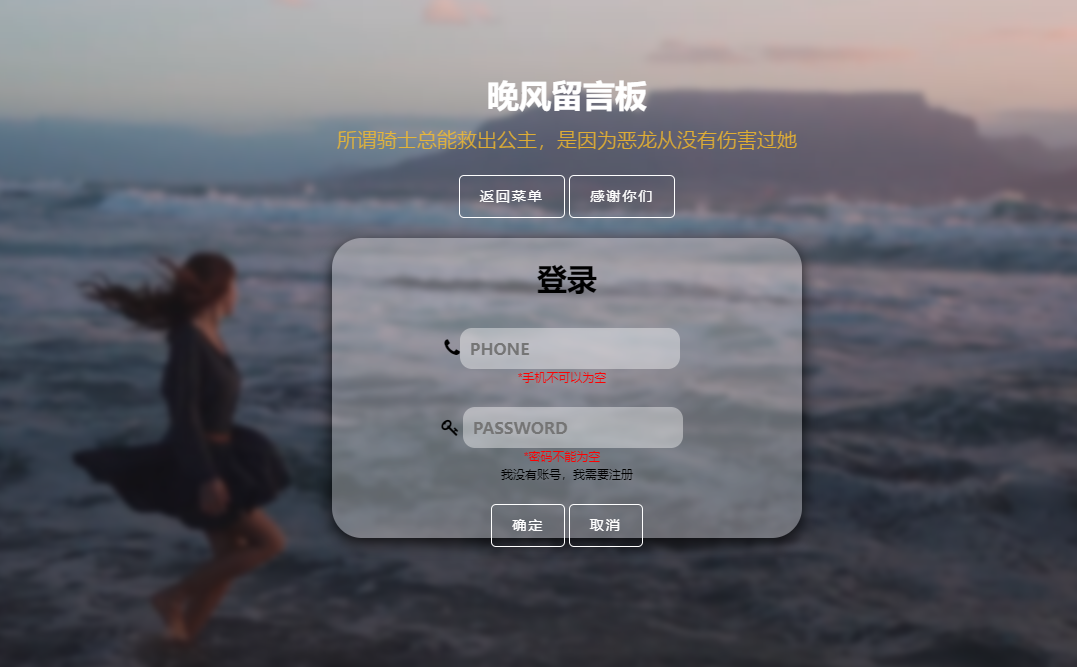 晚风留言板
所谓骑士总能救出公主，是因为恶龙从没有伤害过她
返回菜单 感谢你们
登录
PHONE
*手机不可以为空
PASSWORD
*密码不能为空
我没有账号，我需要注册
确定 取消